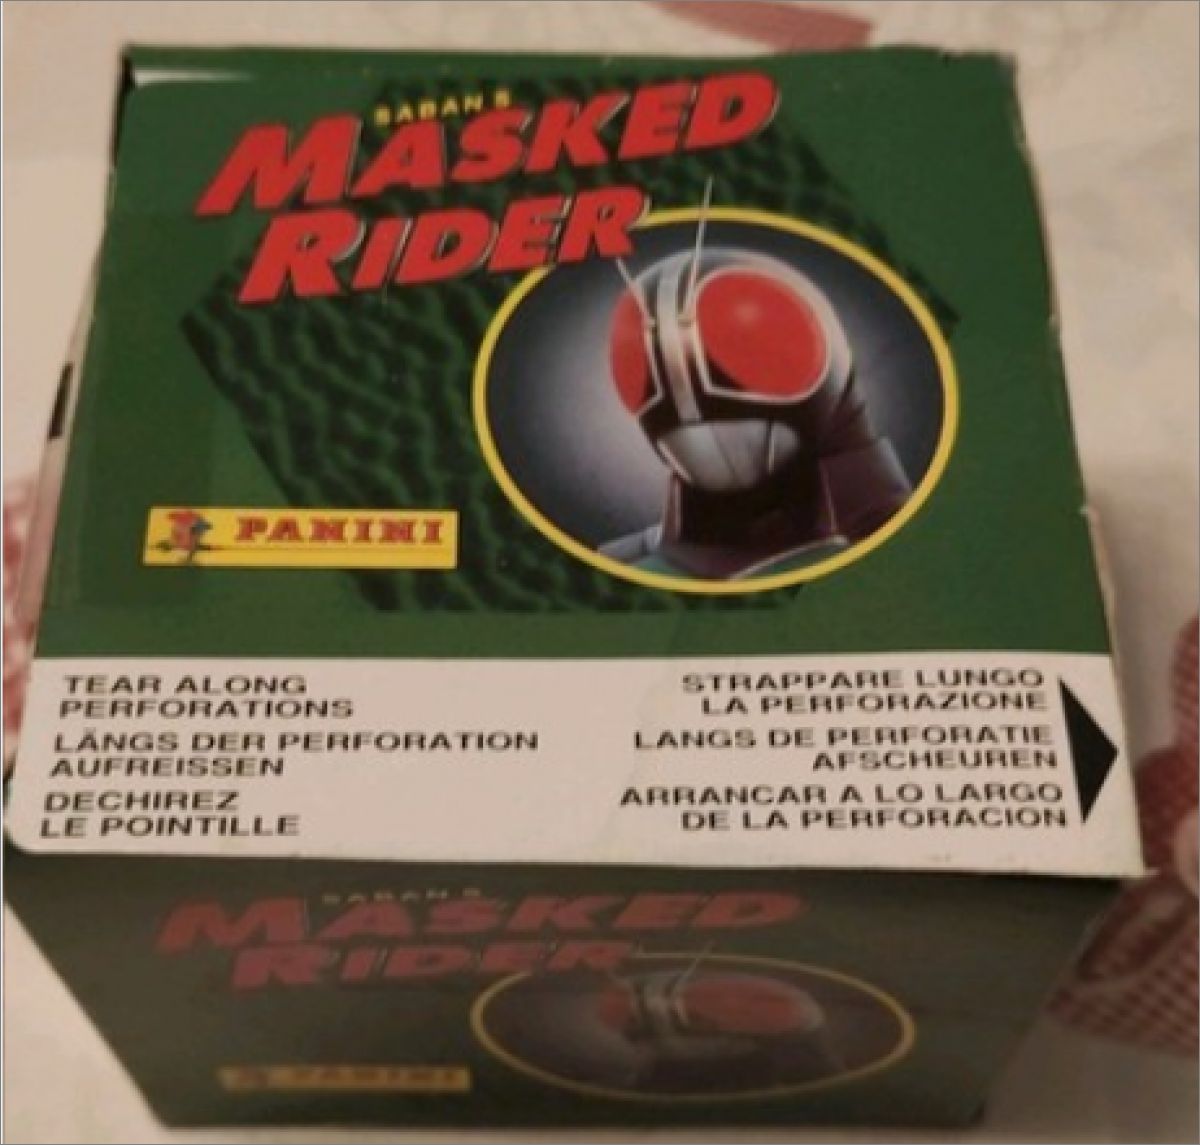 SABAN'S
MASKED
RIDER
PANINI
TEAR ALONG
PERFORATIONS
LÄNGS DER PERFORATION
AUFREISSEN
DECHIREZ
LE POINTILLE
STRAPPARE LUNGO
LA PERFORAZIONE
LANGS DE PERFORATIE
AFSCHEUREN
ARRANCAR A LO LARGO
DE LA PERFORACION
SABAN'S
MASKED
RIDER
PANINI